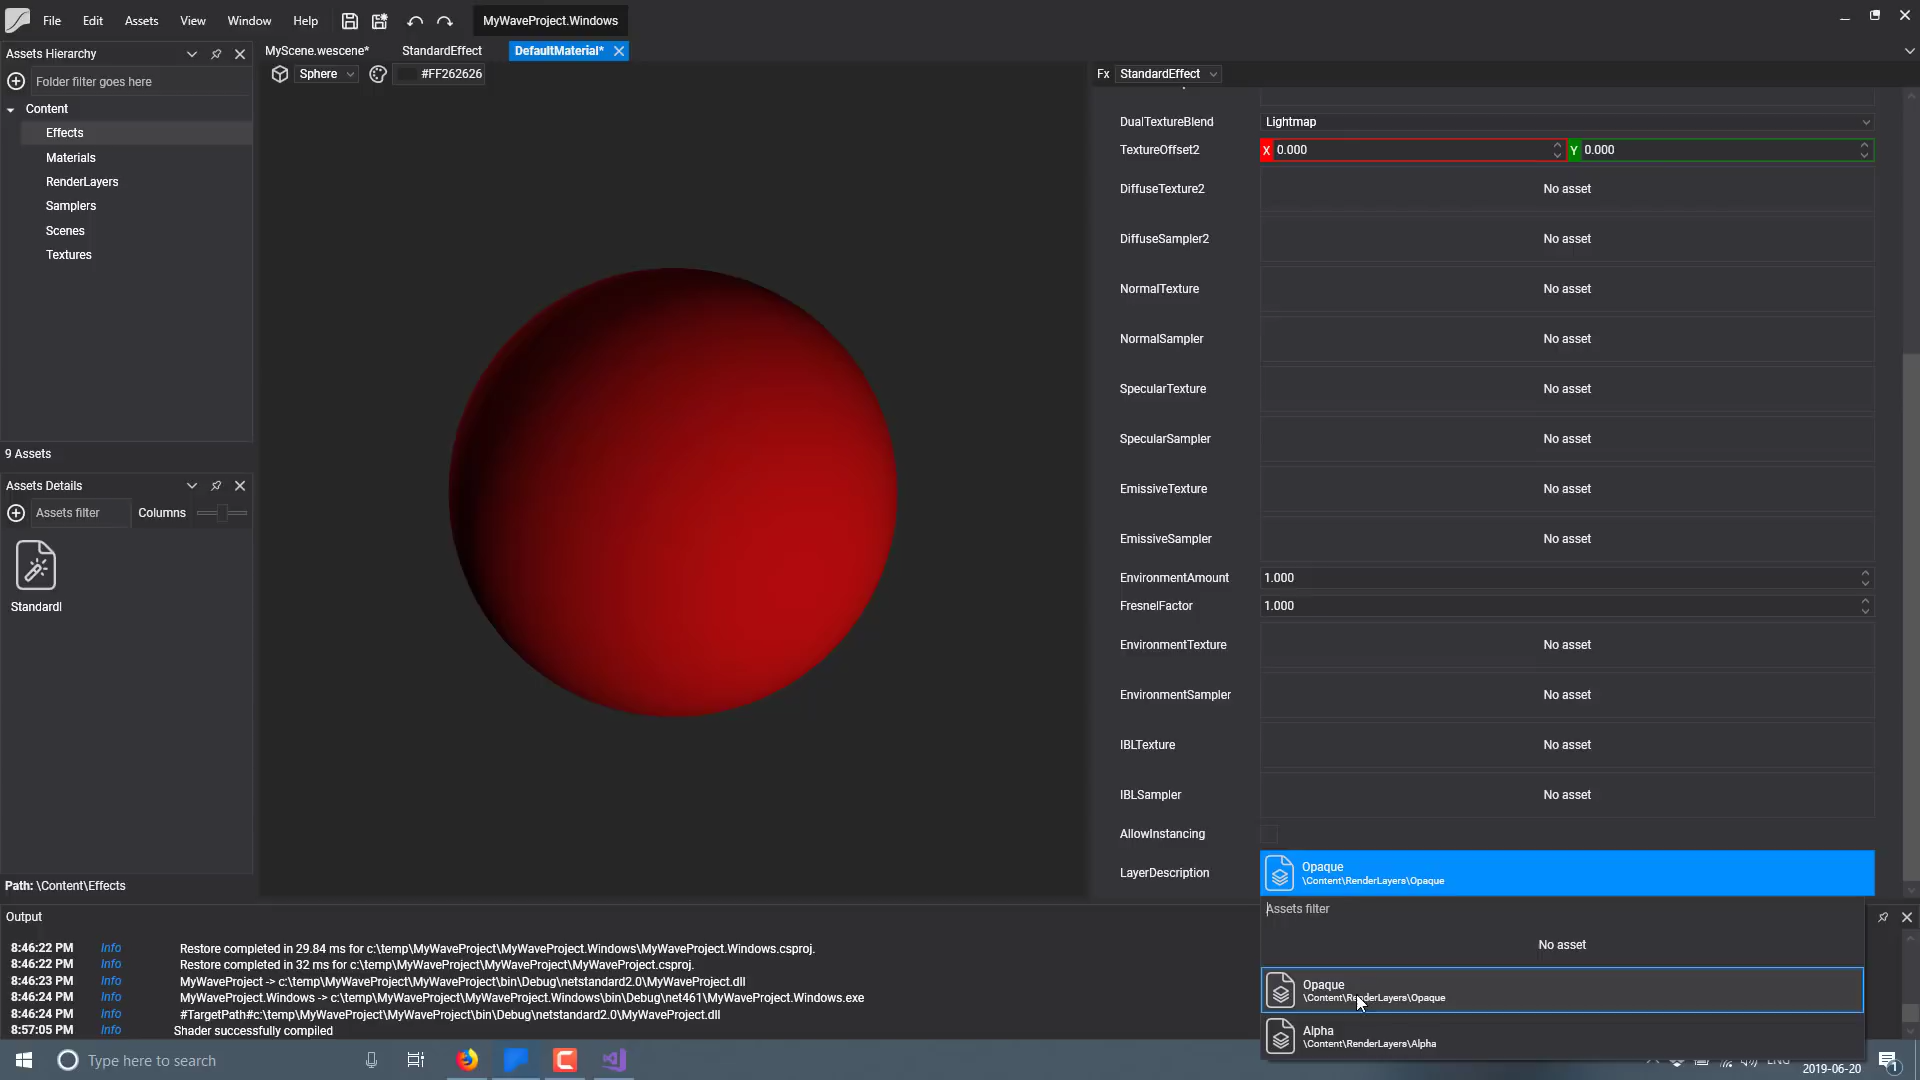 File Edit Assets View Window Help MyWaveProject.Windows
Assets Hierarchy
MyScene.wescene* StandardEffect DefaultMaterial*
Folder filter goes here
Sphere #FF262626
Fx StandardEffect
Content
Effects
Materials
RenderLayers
Samplers
Scenes
Textures
9 Assets
Assets Details
Assets filter Columns
StandardI
Path: \Content\Effects
DualTextureBlend Lightmap
TextureOffset2 X 0.000 Y 0.000
DiffuseTexture2 No asset
DiffuseSampler2 No asset
NormalTexture No asset
NormalSampler No asset
SpecularTexture No asset
SpecularSampler No asset
EmissiveTexture No asset
EmissiveSampler No asset
EnvironmentAmount 1.000
FresnelFactor 1.000
EnvironmentTexture No asset
EnvironmentSampler No asset
IBLTexture No asset
IBLSampler No asset
AllowInstancing
LayerDescription Opaque
\Content\RenderLayers\Opaque
Assets filter
No asset
Opaque
\Content\RenderLayers\Opaque
Alpha
\Content\RenderLayers\Alpha
Output
8:46:22 PM Info Restore completed in 29.84 ms for c:\temp\MyWaveProject\MyWaveProject.Windows\MyWaveProject.Windows.csproj.
8:46:22 PM Info Restore completed in 32 ms for c:\temp\MyWaveProject\MyWaveProject\MyWaveProject.csproj.
8:46:23 PM Info MyWaveProject -> c:\temp\MyWaveProject\MyWaveProject\bin\Debug\netstandard2.0\MyWaveProject.dll
8:46:24 PM Info MyWaveProject.Windows -> c:\temp\MyWaveProject\MyWaveProject.Windows\bin\Debug\net461\MyWaveProject.Windows.exe
8:46:24 PM Info #TargetPath#c:\temp\MyWaveProject\MyWaveProject\bin\Debug\netstandard2.0\MyWaveProject.dll
8:57:05 PM Info Shader successfully compiled
Type here to search
ENG
2019-06-20
1